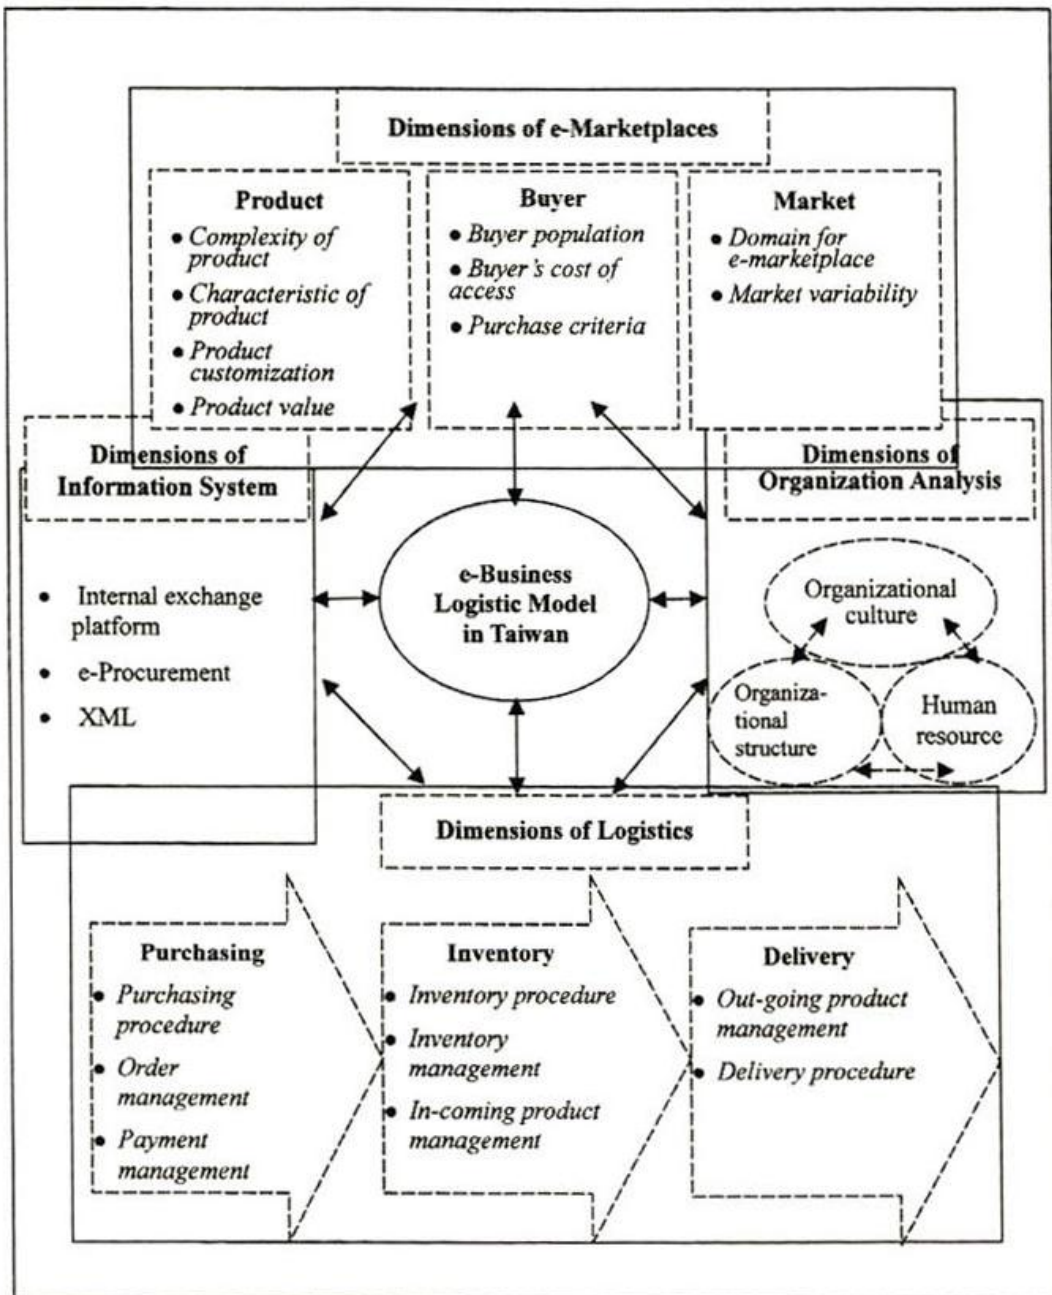 Dimensions of e-Marketplaces
Product
● Complexity of
product
● Characteristic of
product
● Product
customization
● Product value
Buyer
● Buyer population
● Buyer's cost of
access
● Purchase criteria
Market
● Domain for
e-marketplace
● Market variability
Dimensions of
Information System
● Internal exchange
platform
● e-Procurement
● XML
e-Business
Logistic Model
in Taiwan
Dimensions of
Organization Analysis
Organizational
culture
Organiza-
tional
structure
Human
resource
Dimensions of Logistics
Purchasing
● Purchasing
procedure
● Order
management
● Payment
management
Inventory
● Inventory procedure
● Inventory
management
● In-coming product
management
Delivery
● Out-going product
management
● Delivery procedure